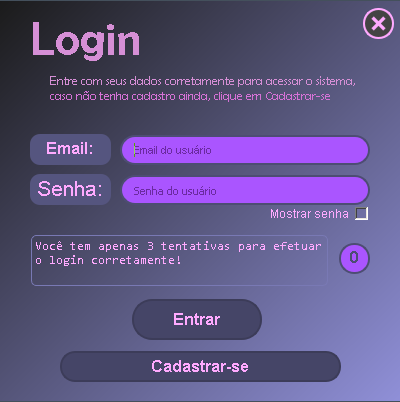 Login
Entre com seus dados corretamente para acessar o sistema,
caso não tenha cadastro ainda, clique em Cadastrar-se
Email:
Email do usuário
Senha:
Senha do usuário
Mostrar senha
Você tem apenas 3 tentativas para efetuar
o login corretamente!
0
Entrar
Cadastrar-se